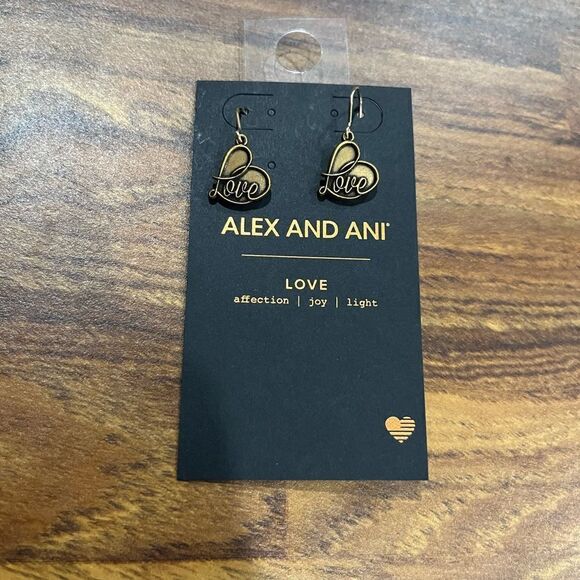 Love Love
ALEX AND ANI®
LOVE
affection | joy | light